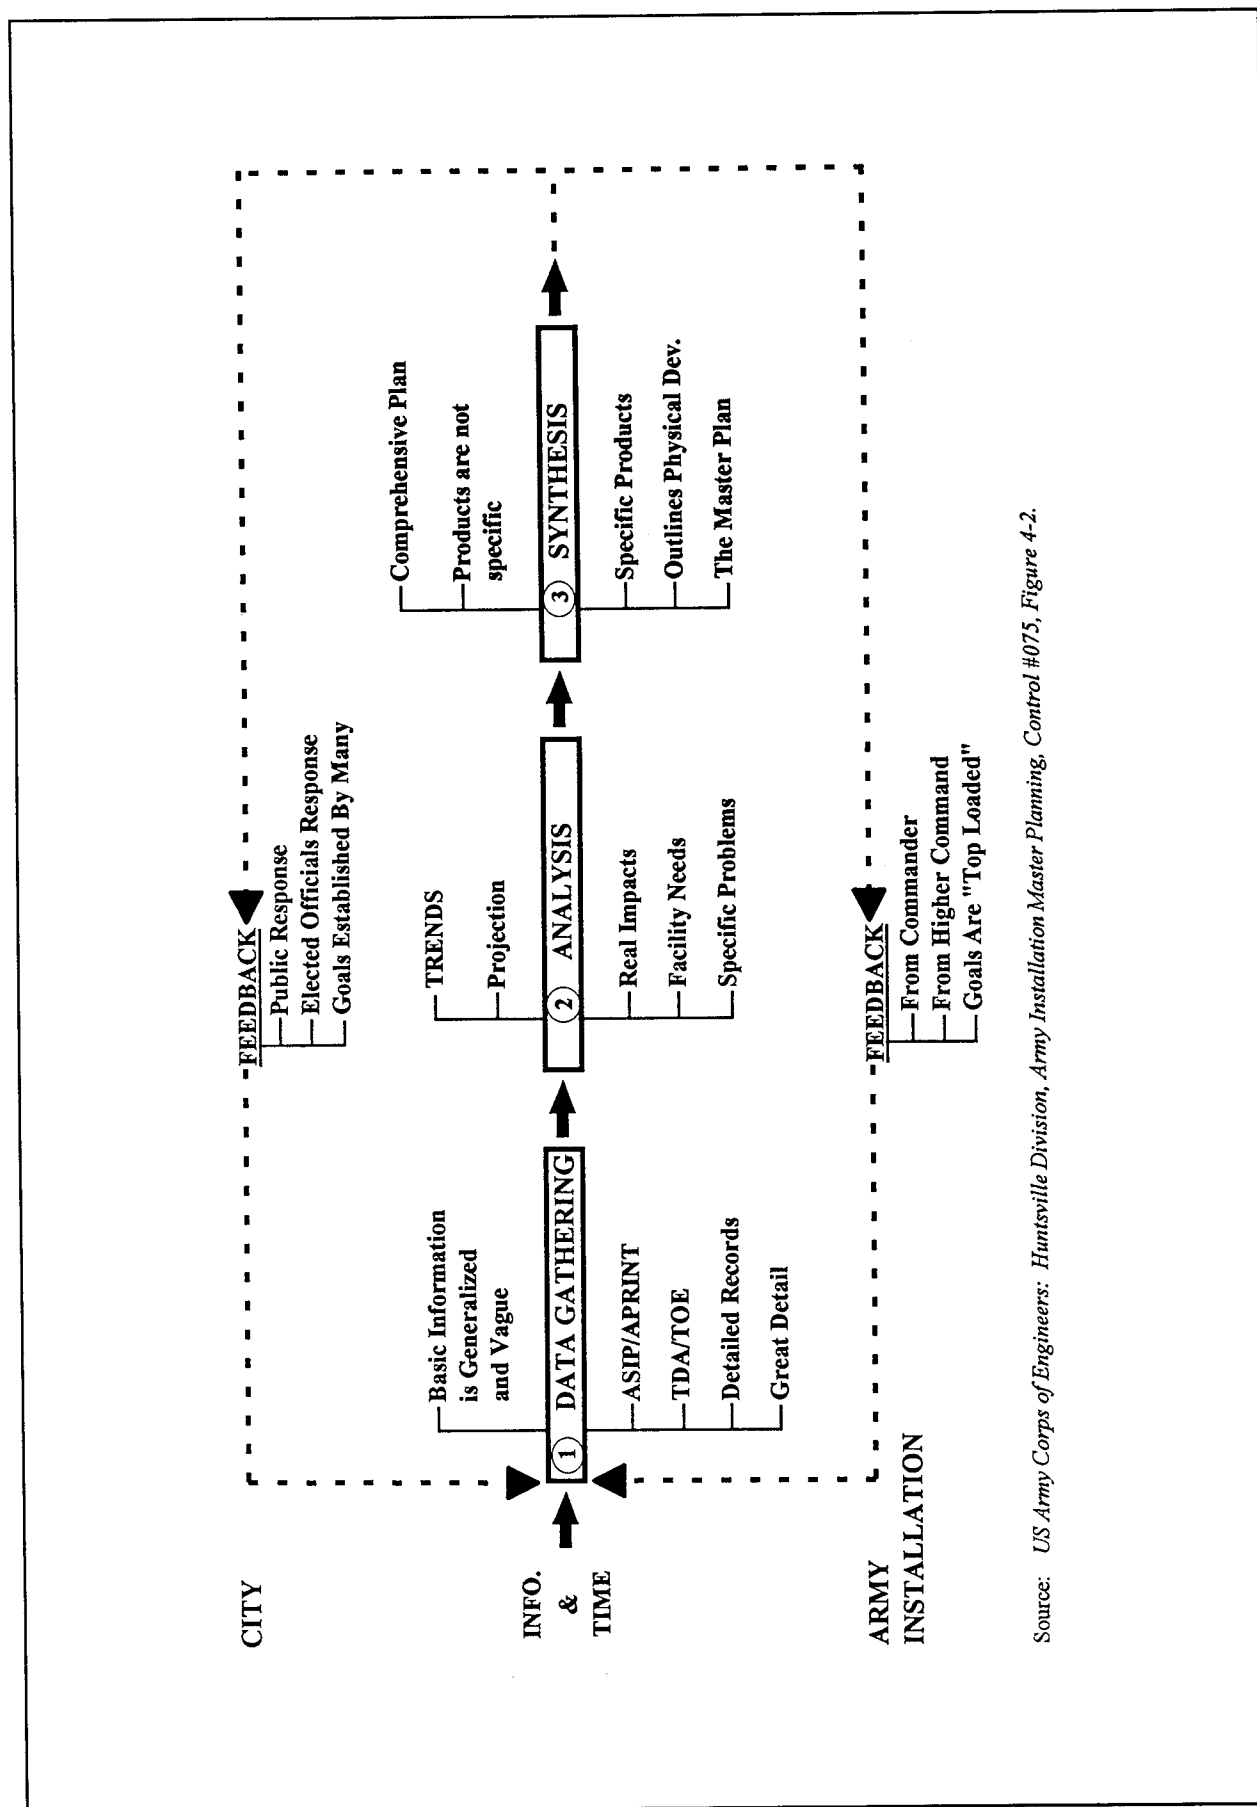 CITY
FEEDBACK
Public Response
Elected Officials Response
Goals Established By Many
Basic Information
is Generalized
and Vague
TRENDS
Projection
Comprehensive Plan
Products are not
specific
INFO.
&
TIME
1 DATA GATHERING
2 ANALYSIS
3 SYNTHESIS
ASIP/APRINT
TDA/TOE
Detailed Records
Great Detail
Real Impacts
Facility Needs
Specific Problems
Specific Products
Outlines Physical Dev.
The Master Plan
ARMY
INSTALLATION
FEEDBACK
From Commander
From Higher Command
Goals Are "Top Loaded"
Source: US Army Corps of Engineers: Huntsville Division, Army Installation Master Planning, Control #075, Figure 4-2.